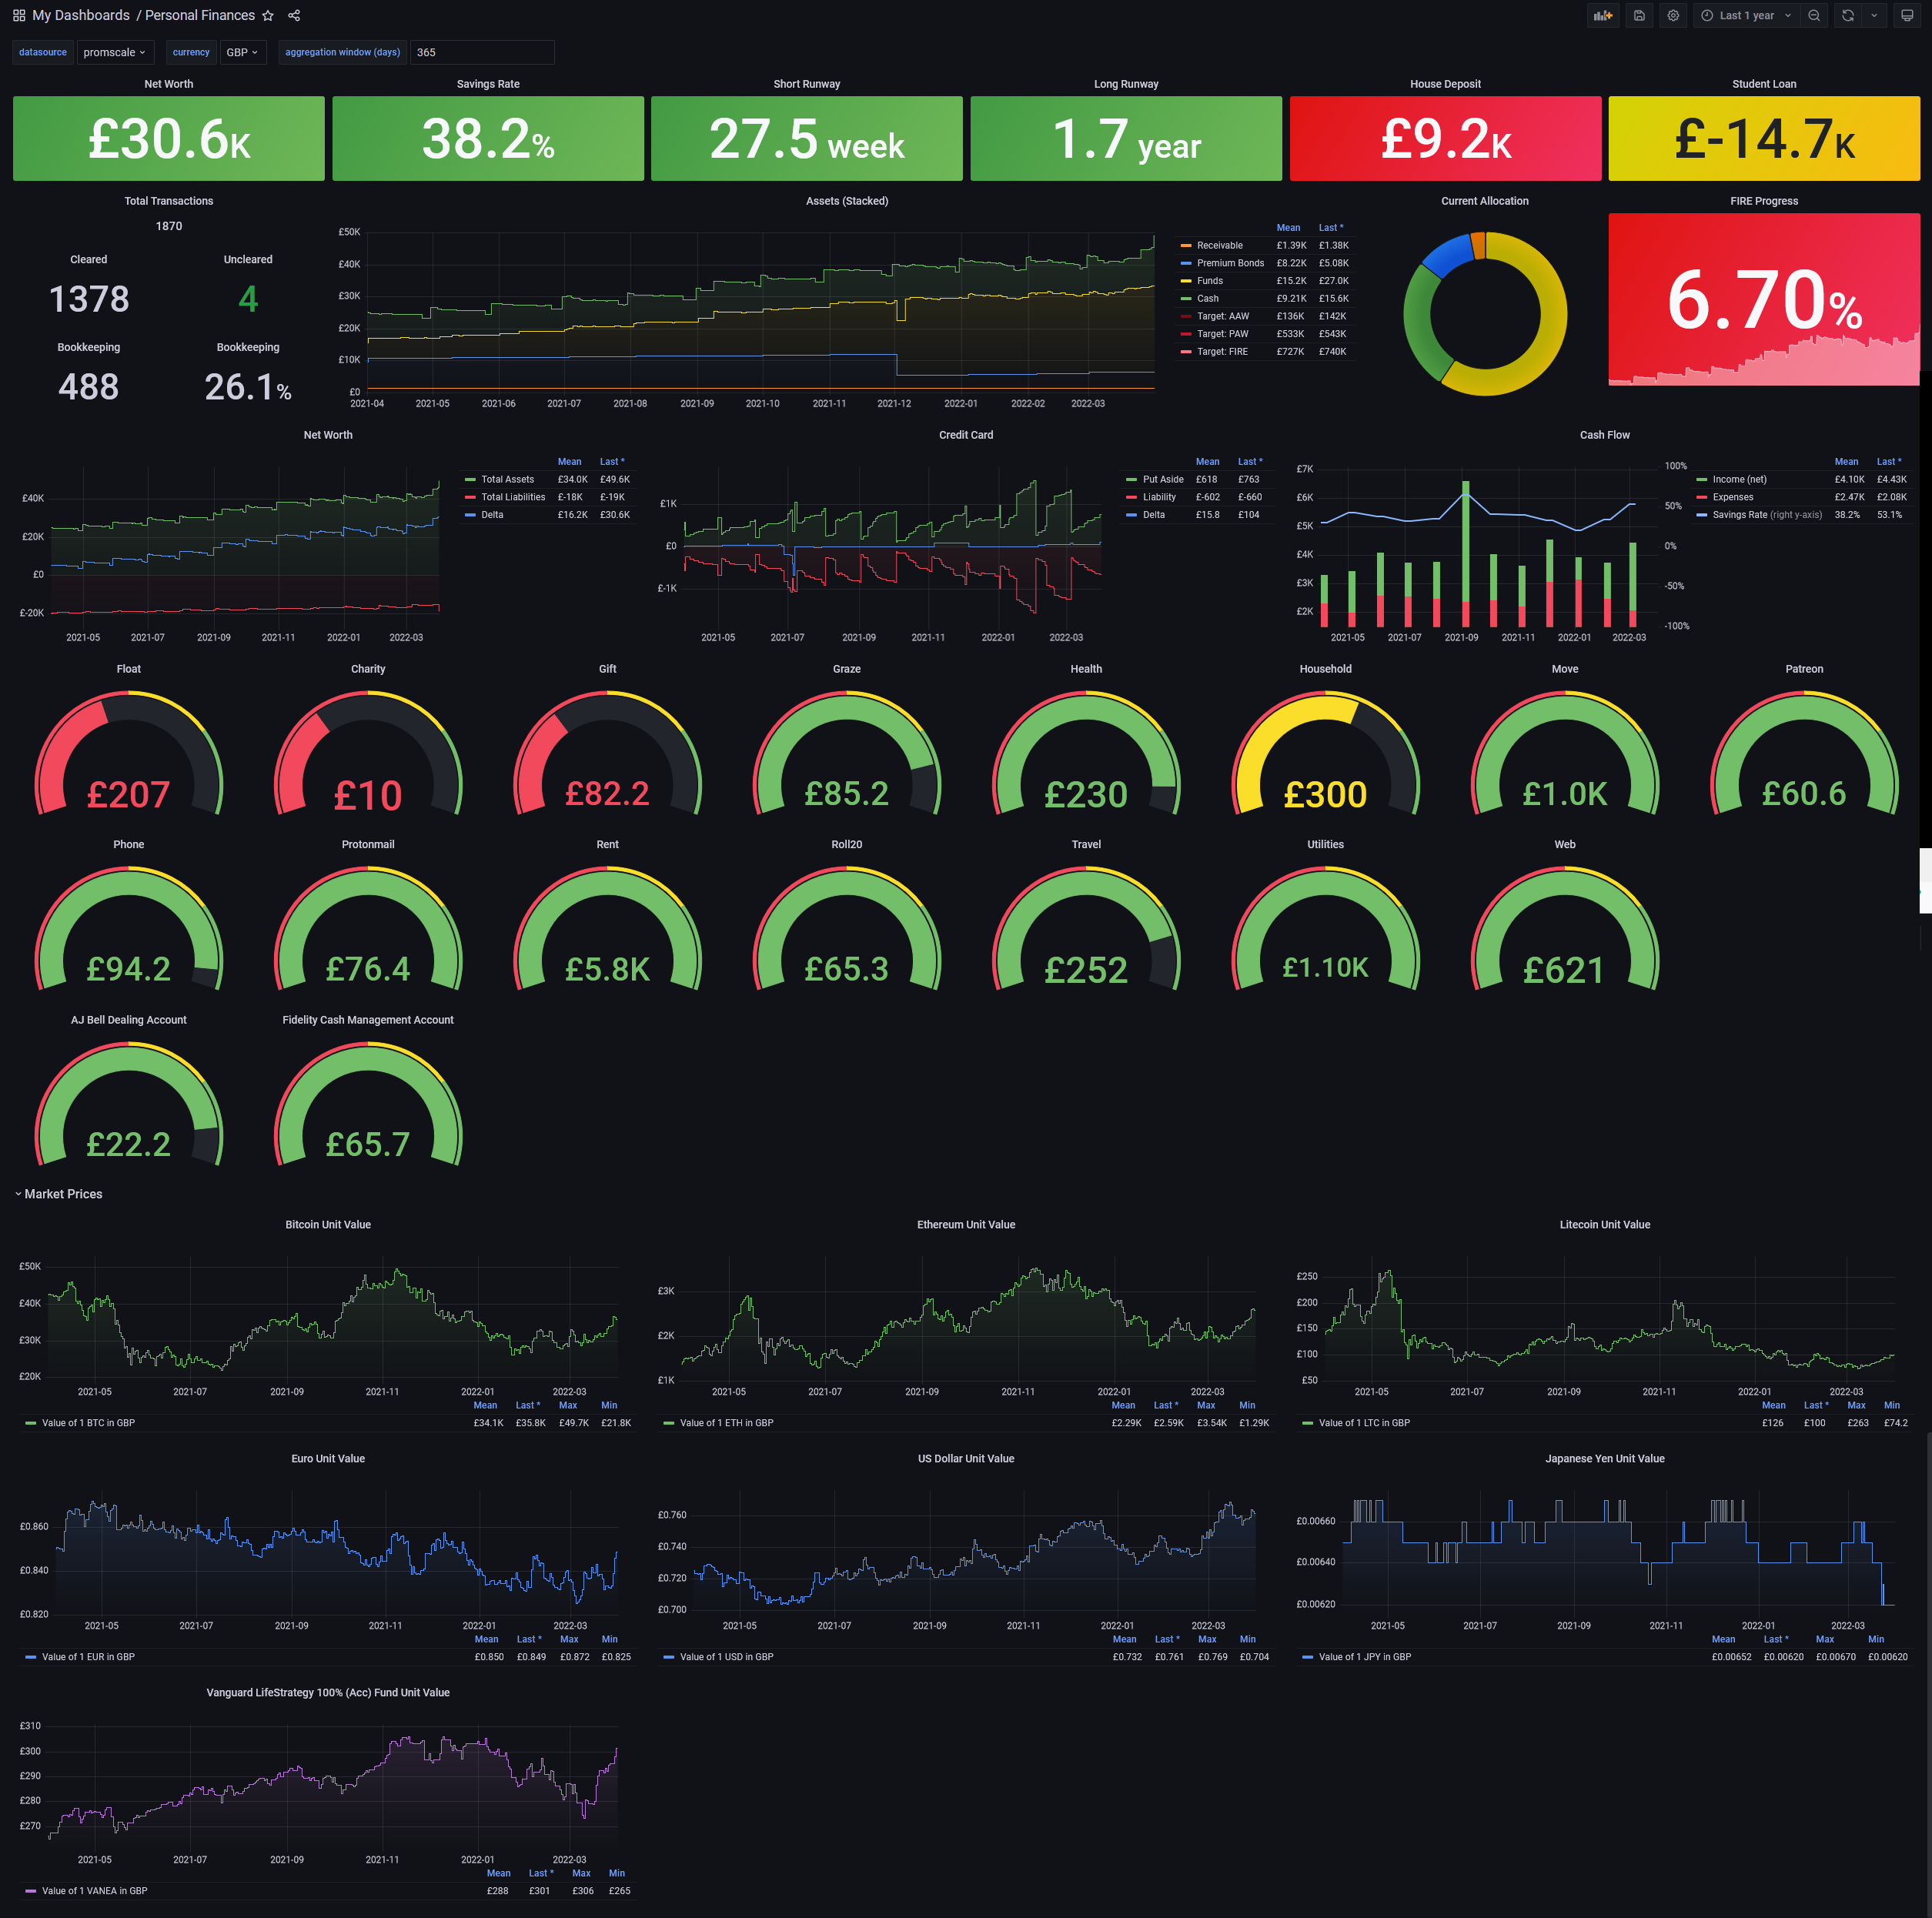 My Dashboards / Personal Finances
Last 1 year
datasource promscale currency GBP aggregation window (days) 365
Net Worth Savings Rate Short Runway Long Runway House Deposit Student Loan
£30.6K 38.2% 27.5 week 1.7 year £9.2K £-14.7K
Total Transactions
1870
Cleared Uncleared
1378 4
Bookkeeping Bookkeeping
488 26.1%
Assets (Stacked)
£50K
£40K
£30K
£20K
£10K
£0
2021-04 2021-05 2021-06 2021-07 2021-08 2021-09 2021-10 2021-11 2021-12 2022-01 2022-02 2022-03
Mean Last *
Receivable £1.39K £1.38K
Premium Bonds £8.22K £5.08K
Funds £15.2K £27.0K
Cash £9.21K £15.6K
Target: AAW £136K £142K
Target: PAW £533K £543K
Target: FIRE £727K £740K
Current Allocation
FIRE Progress
6.70%
Net Worth
£40K
£20K
£0
£-20K
2021-05 2021-07 2021-09 2021-11 2022-01 2022-03
Mean Last *
Total Assets £34.0K £49.6K
Total Liabilities £-18K £-19K
Delta £16.2K £30.6K
Credit Card
£1K
£0
£-1K
2021-05 2021-07 2021-09 2021-11 2022-01 2022-03
Mean Last *
Put Aside £618 £763
Liability £-602 £-660
Delta £15.8 £104
Cash Flow
£7K
£6K
£5K
£4K
£3K
£2K
100%
50%
0%
-50%
-100%
2021-05 2021-07 2021-09 2021-11 2022-01 2022-03
Mean Last *
Income (net) £4.10K £4.43K
Expenses £2.47K £2.08K
Savings Rate (right y-axis) 38.2% 53.1%
Float Charity Gift Graze Health Household Move Patreon
£207 £10 £82.2 £85.2 £230 £300 £1.0K £60.6
Phone Protonmail Rent Roll20 Travel Utilities Web
£94.2 £76.4 £5.8K £65.3 £252 £1.10K £621
AJ Bell Dealing Account Fidelity Cash Management Account
£22.2 £65.7
Market Prices
Bitcoin Unit Value
£50K
£40K
£30K
£20K
2021-05 2021-07 2021-09 2021-11 2022-01 2022-03
Mean Last * Max Min
Value of 1 BTC in GBP £34.1K £35.8K £49.7K £21.8K
Ethereum Unit Value
£3K
£2K
£1K
2021-05 2021-07 2021-09 2021-11 2022-01 2022-03
Mean Last * Max Min
Value of 1 ETH in GBP £2.29K £2.59K £3.54K £1.29K
Litecoin Unit Value
£250
£200
£150
£100
£50
2021-05 2021-07 2021-09 2021-11 2022-01 2022-03
Mean Last * Max Min
Value of 1 LTC in GBP £126 £100 £263 £74.2
Euro Unit Value
£0.860
£0.840
£0.820
2021-05 2021-07 2021-09 2021-11 2022-01 2022-03
Mean Last * Max Min
Value of 1 EUR in GBP £0.850 £0.849 £0.872 £0.825
US Dollar Unit Value
£0.760
£0.740
£0.720
£0.700
2021-05 2021-07 2021-09 2021-11 2022-01 2022-03
Mean Last * Max Min
Value of 1 USD in GBP £0.732 £0.761 £0.769 £0.704
Japanese Yen Unit Value
£0.00660
£0.00640
£0.00620
2021-05 2021-07 2021-09 2021-11 2022-01 2022-03
Mean Last * Max Min
Value of 1 JPY in GBP £0.00652 £0.00620 £0.00670 £0.00620
Vanguard LifeStrategy 100% (Acc) Fund Unit Value
£310
£300
£290
£280
£270
2021-05 2021-07 2021-09 2021-11 2022-01 2022-03
Mean Last * Max Min
Value of 1 VANEA in GBP £288 £301 £306 £265